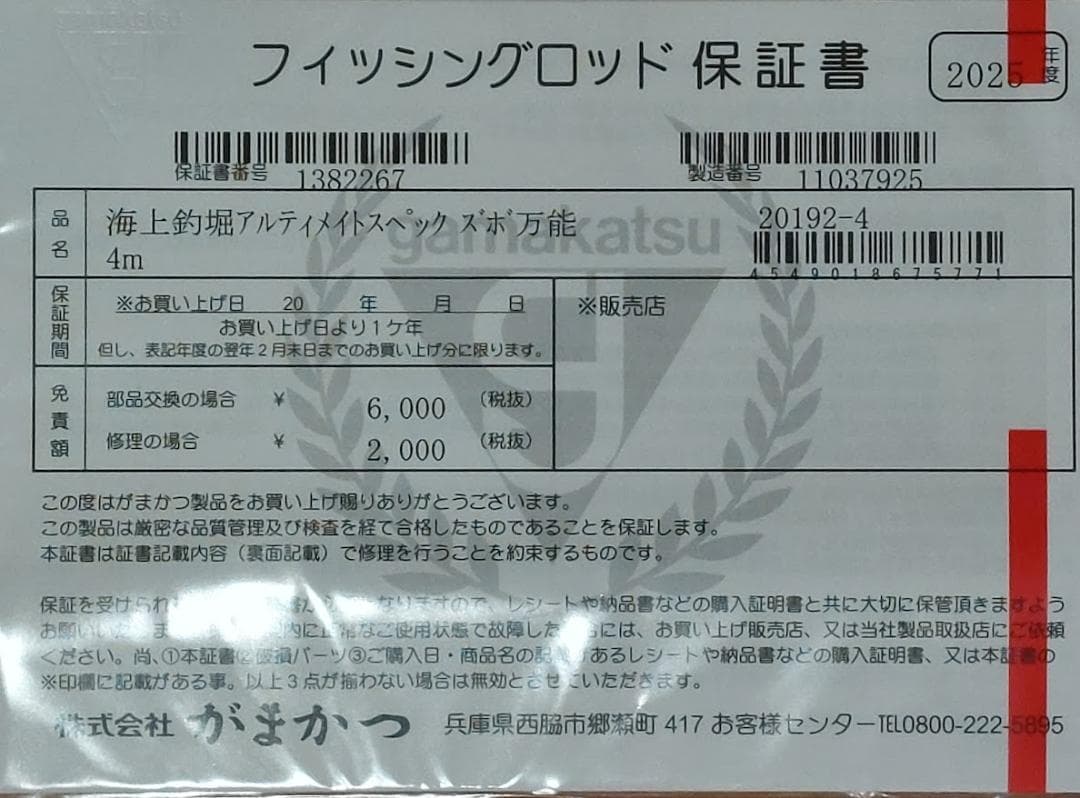 フィッシングロッド 保証書
2025 年度
保証書番号 1382267
製造番号 11037925
品名
海上釣堀アルティメイトスペック ズボ万能
4m
20192-4
4549018675771
gamakatsu
保証期間
※お買い上げ日 20 年 月 日
お買い上げ日より1ケ年
但し、表記年度の翌年2月末日までのお買い上げ分に限ります。
※販売店
免責額
部品交換の場合 ¥ 6,000 (税抜)
修理の場合 ¥ 2,000 (税抜)
この度はがまかつ製品をお買い上げ賜りありがとうございます。
この製品は厳密な品質管理及び検査を経て合格したものであることを保証します。
本証書は証書記載内容(裏面記載)で修理を行うことを約束するものです。
保証を受けられ なりますので、レシートや納品書などの購入証明書と共に大切に保管頂きますよう
お願いいた 内に正常なご使用状態で故障した には、お買い上げ販売店、又は当社製品取扱店にご依頼
ください。尚、①本証書②破損パーツ③ご購入日・商品名の記 あるレシートや納品書などの購入証明書、又は本証書の
※印欄に記載がある事。以上3点が揃わない場合は無効とさせていただきます。
株式会社 がまかつ 兵庫県西脇市郷瀬町 417 お客様センターTEL0800-222-5895